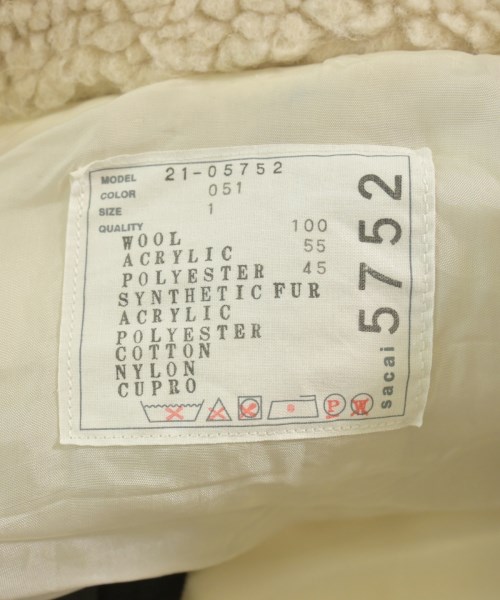 MODEL 21-05752
COLOR 051
SIZE 1
QUALITY
WOOL 100
ACRYLIC 55
POLYESTER 45
SYNTHETIC FUR
ACRYLIC
POLYESTER
COTTON
NYLON
CUPRO
P W
sacai 5752